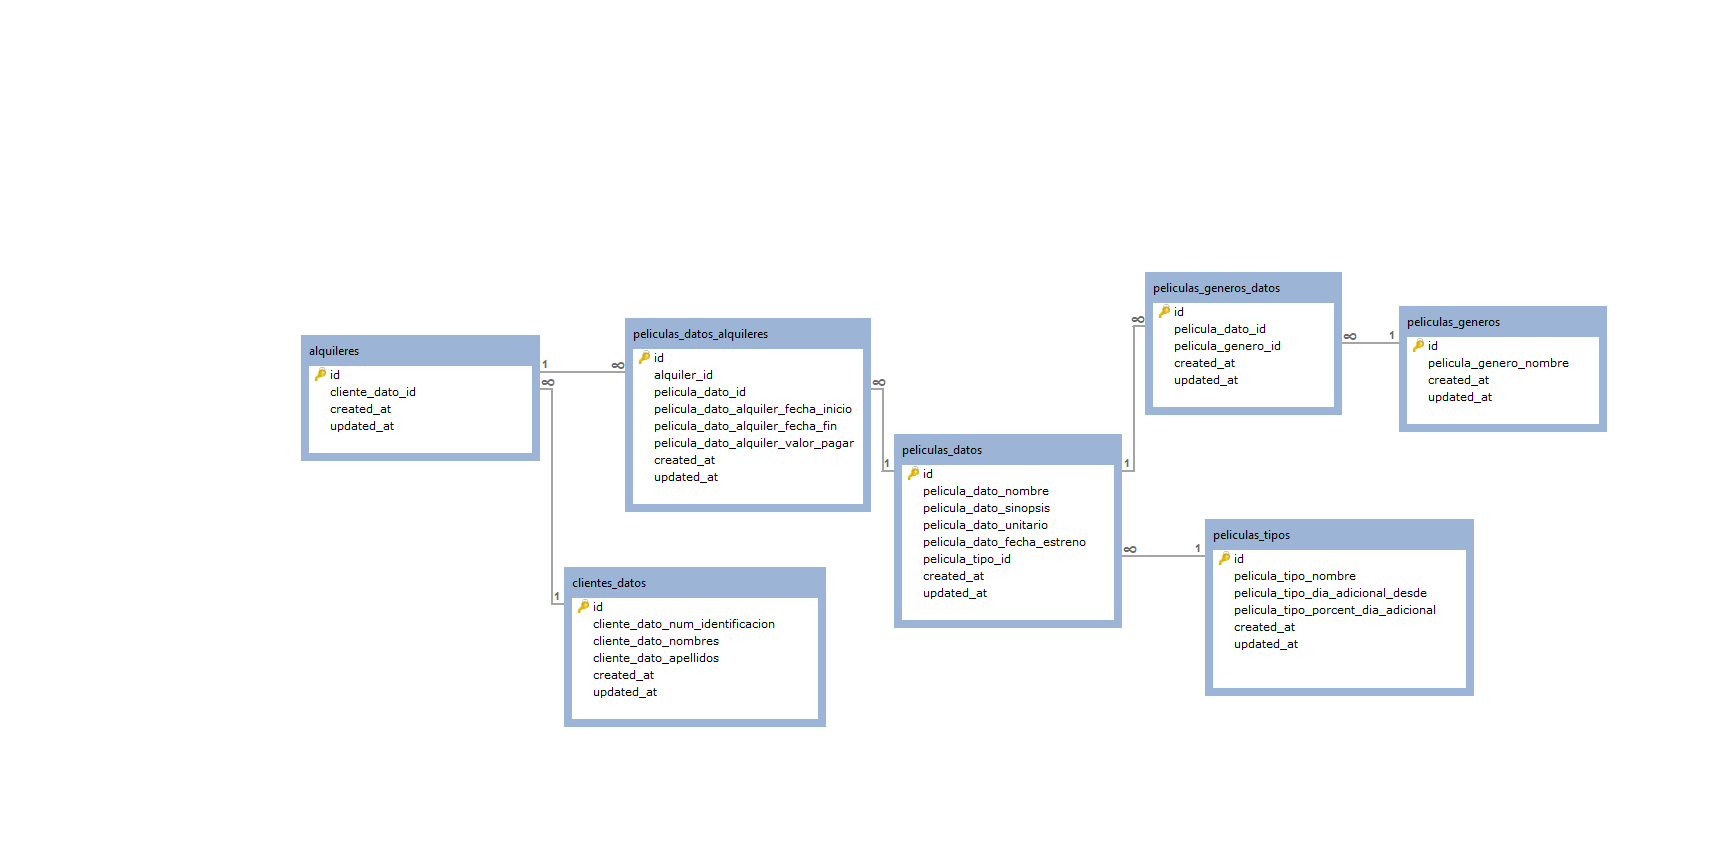 alquileres
id
cliente_dato_id
created_at
updated_at
1
∞
∞
1
peliculas_datos_alquileres
id
alquiler_id
pelicula_dato_id
pelicula_dato_alquiler_fecha_inicio
pelicula_dato_alquiler_fecha_fin
pelicula_dato_alquiler_valor_pagar
created_at
updated_at
∞
1
clientes_datos
id
cliente_dato_num_identificacion
cliente_dato_nombres
cliente_dato_apellidos
created_at
updated_at
peliculas_datos
id
pelicula_dato_nombre
pelicula_dato_sinopsis
pelicula_dato_unitario
pelicula_dato_fecha_estreno
pelicula_tipo_id
created_at
updated_at
1
∞
∞
1
peliculas_generos_datos
id
pelicula_dato_id
pelicula_genero_id
created_at
updated_at
∞
1
peliculas_generos
id
pelicula_genero_nombre
created_at
updated_at
peliculas_tipos
id
pelicula_tipo_nombre
pelicula_tipo_dia_adicional_desde
pelicula_tipo_porcent_dia_adicional
created_at
updated_at